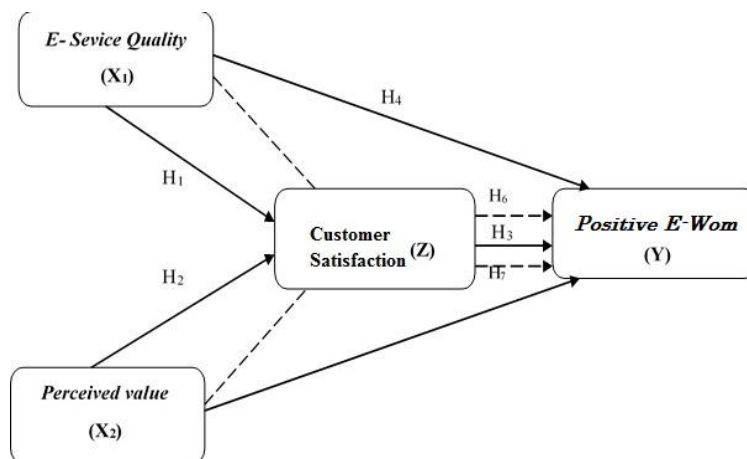 E- Sevice Quality
(X₁)
H₄
H₁
H₆
Positive E-Wom
(Y)
Customer
Satisfaction (Z)
H₃
H₂
H₇
Perceived value
(X₂)